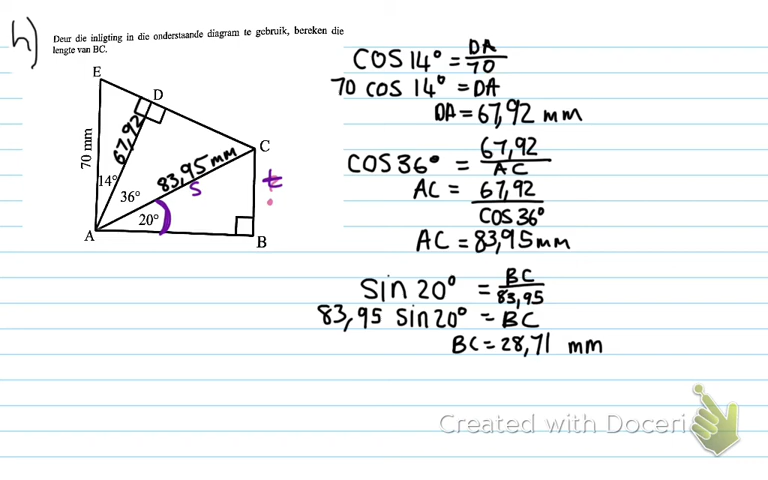 h)
Deur die inligting in die onderstaande diagram te gebruik, bereken die
lengte van BC.
E
D
C
A
B
70 mm
67,92
83,95 mm
s
t
14°
36°
20°
COS 14° = DA/70
70 cos 14° = DA
DA = 67,92 mm
COS 36° = 67,92/AC
AC = 67,92/COS 36°
AC = 83,95 mm
Sin 20° = BC/83,95
83,95 Sin 20° = BC
BC = 28,71 mm
Created with Doceri